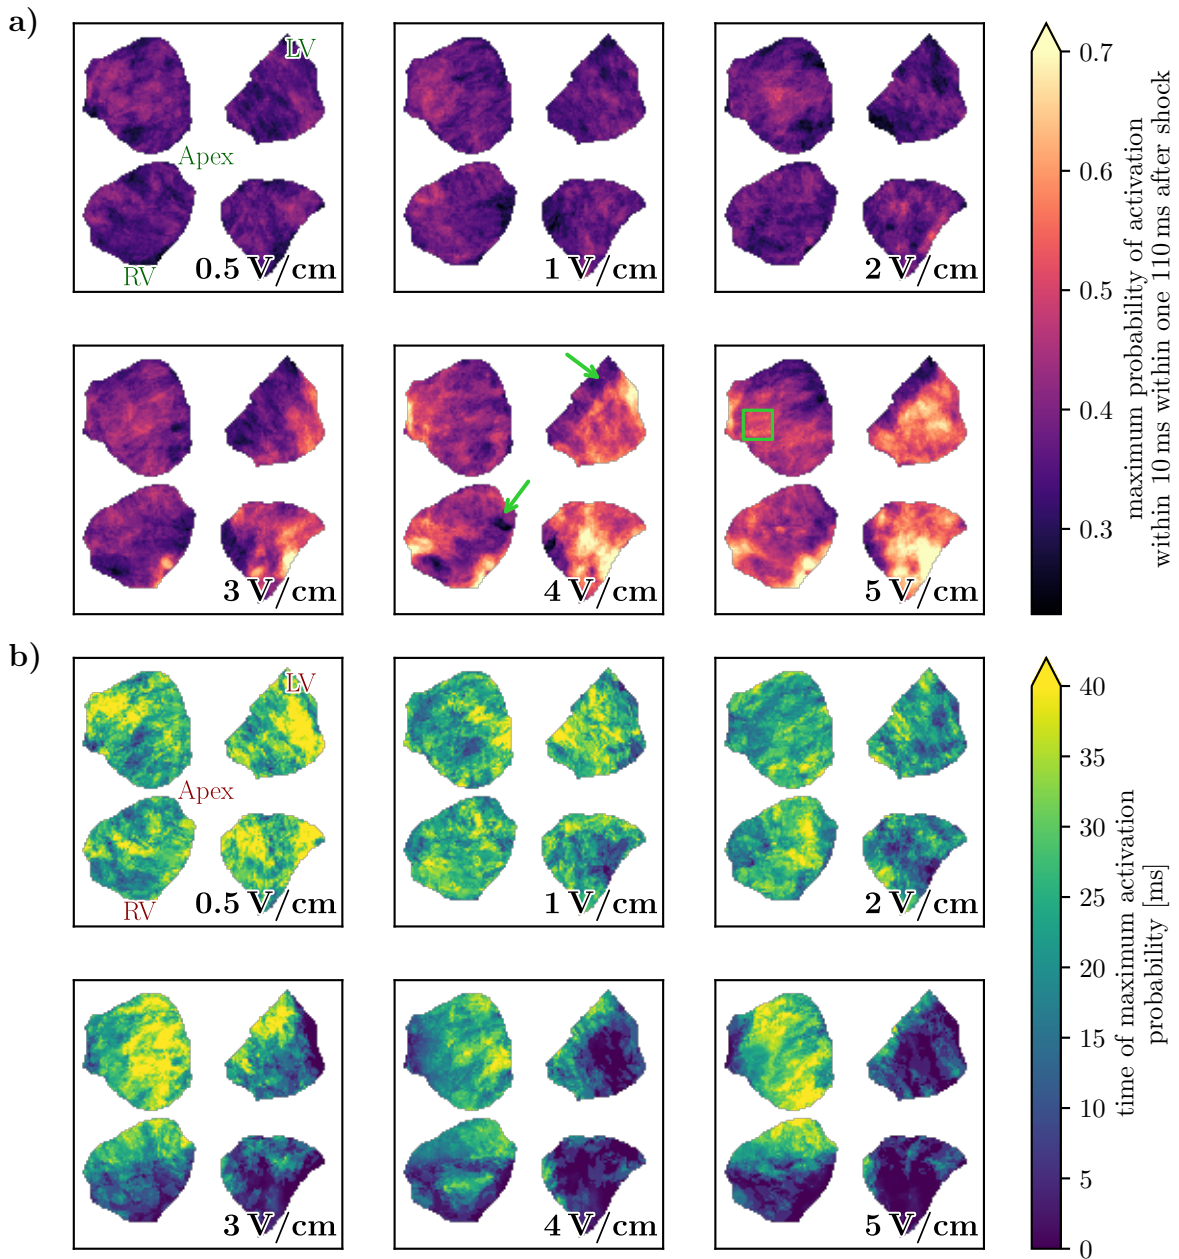 a)
LV
Apex
RV
0.5 V/cm
1 V/cm
2 V/cm
3 V/cm
4 V/cm
5 V/cm
0.7
0.6
0.5
0.4
0.3
maximum probability of activation
within 10 ms within one 110 ms after shock
b)
LV
Apex
RV
0.5 V/cm
1 V/cm
2 V/cm
3 V/cm
4 V/cm
5 V/cm
40
35
30
25
20
15
10
5
0
time of maximum activation
probability [ms]